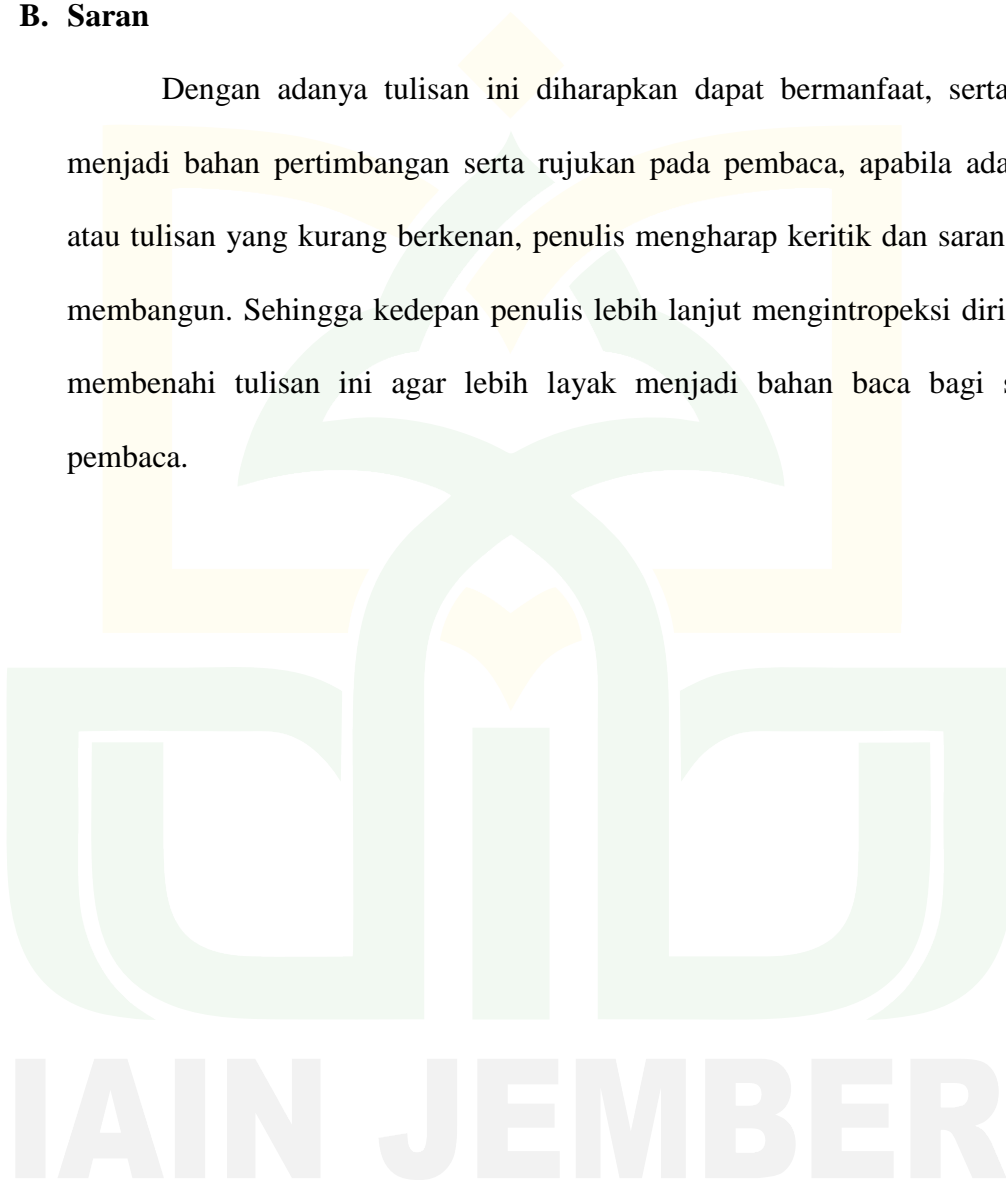 B. Saran
Dengan adanya tulisan ini diharapkan dapat bermanfaat, serta
menjadi bahan pertimbangan serta rujukan pada pembaca, apabila ada
atau tulisan yang kurang berkenan, penulis mengharap keritik dan saran
membangun. Sehingga kedepan penulis lebih lanjut mengintropeksi diri
membenahi tulisan ini agar lebih layak menjadi bahan baca bagi
pembaca.
IAIN JEMBER